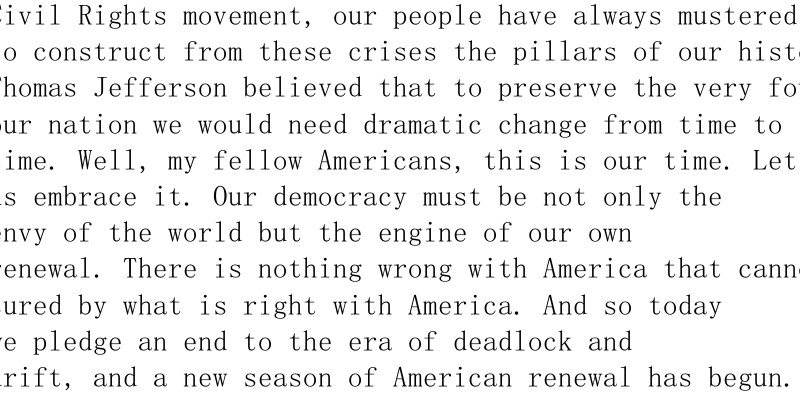 Civil Rights movement, our people have always mustered
to construct from these crises the pillars of our
Thomas Jefferson believed that to preserve the very
our nation we would need dramatic change from time to
time. Well, my fellow Americans, this is our time. Let
us embrace it. Our democracy must be not only the
envy of the world but the engine of our own
renewal. There is nothing wrong with America that
cured by what is right with America. And so today
we pledge an end to the era of deadlock and
drift, and a new season of American renewal has begun.